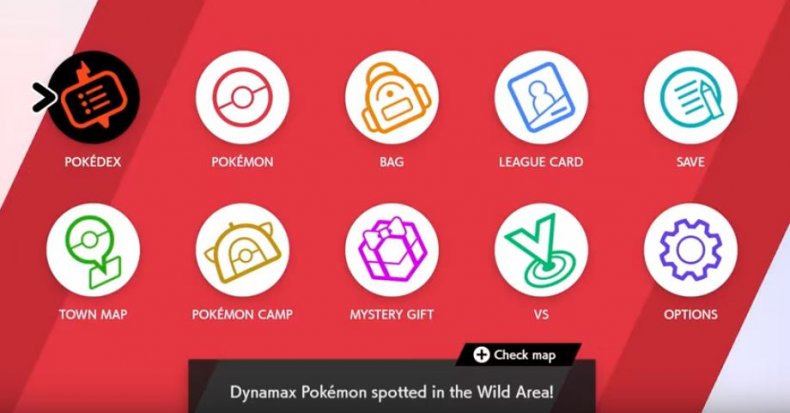 POKÉDEX
POKÉMON
BAG
LEAGUE CARD
SAVE
TOWN MAP
POKÉMON CAMP
MYSTERY GIFT
VS
OPTIONS
Check map
Dynamax Pokémon spotted in the Wild Area!